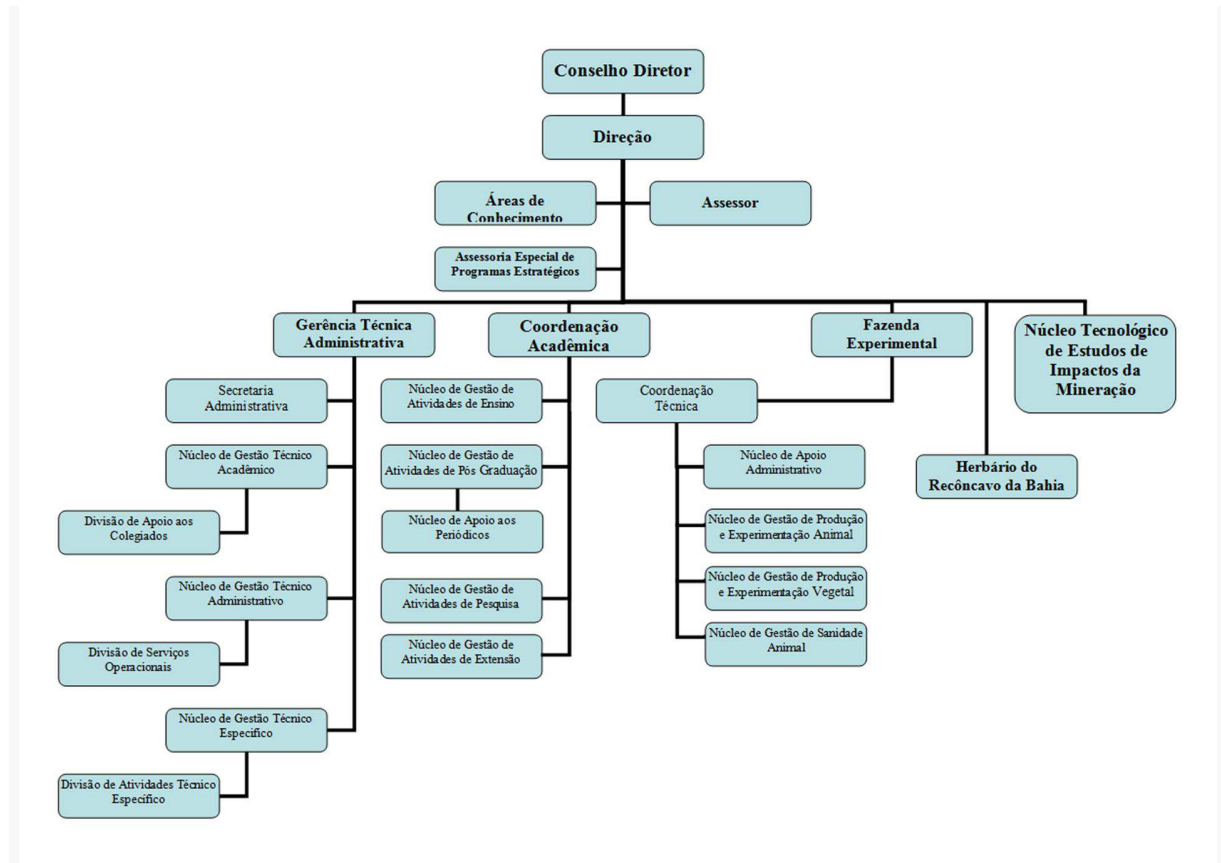 Conselho Diretor
Direção
Áreas de
Conhecimento
Assessor
Assessoria Especial de
Programas Estratégicos
Gerência Técnica
Administrativa
Coordenação
Acadêmica
Fazenda
Experimental
Núcleo Tecnológico
de Estudos de
Impactos da
Mineração
Secretaria
Administrativa
Núcleo de Gestão Técnico
Acadêmico
Divisão de Apoio aos
Colegiados
Núcleo de Gestão Técnico
Administrativo
Divisão de Serviços
Operacionais
Núcleo de Gestão Técnico
Específico
Divisão de Atividades Técnico
Específico
Núcleo de Gestão de
Atividades de Ensino
Núcleo de Gestão de
Atividades de Pós Graduação
Núcleo de Apoio aos
Periódicos
Núcleo de Gestão de
Atividades de Pesquisa
Núcleo de Gestão de
Atividades de Extensão
Coordenação
Técnica
Núcleo de Apoio
Administrativo
Núcleo de Gestão de Produção
e Experimentação Animal
Núcleo de Gestão de Produção
e Experimentação Vegetal
Núcleo de Gestão de Sanidade
Animal
Herbário do
Recôncavo da Bahia